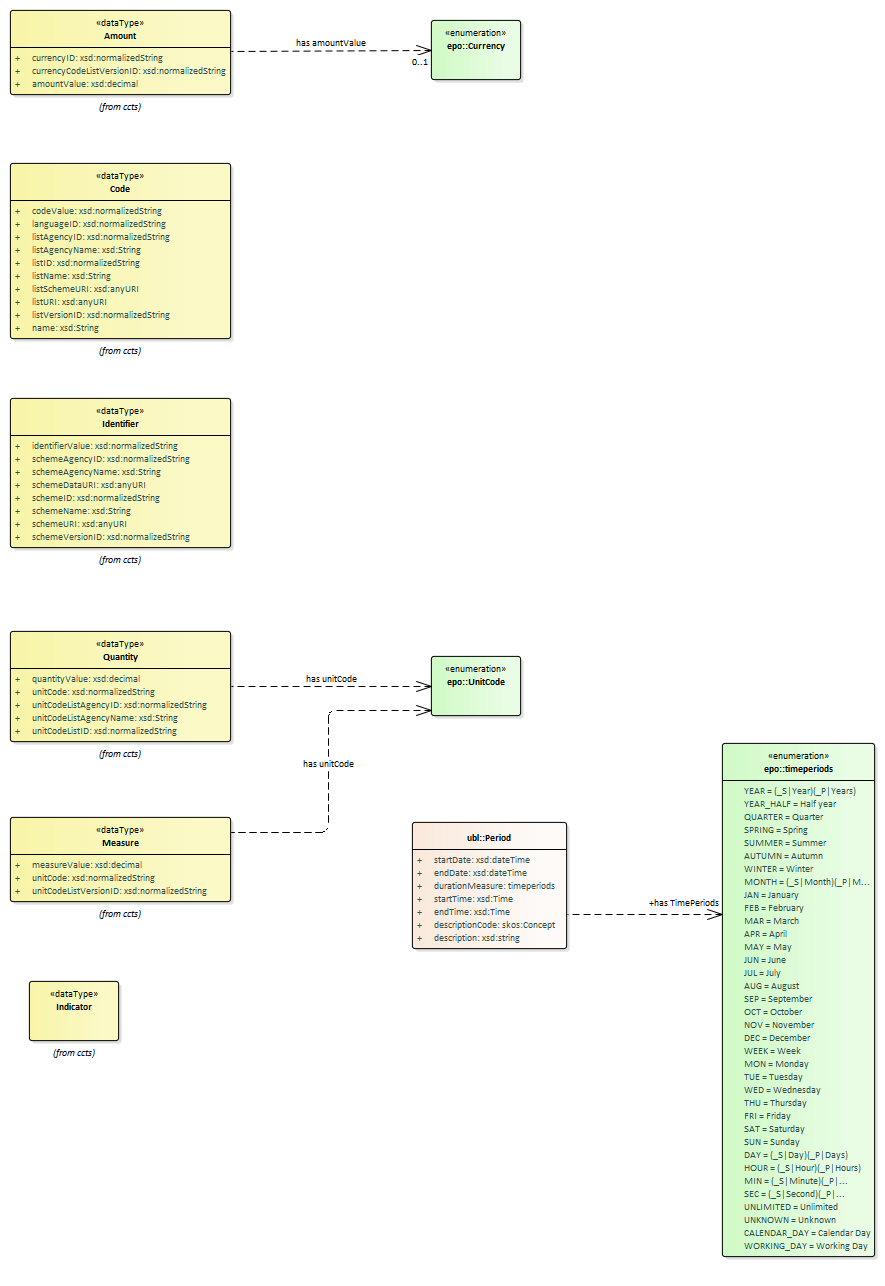 «dataType»
Amount
+ currencyID: xsd:normalizedString
+ currencyCodeListVersionID: xsd:normalizedString
+ amountValue: xsd:decimal
(from ccts)
has amountValue
0..1
«enumeration»
epo::Currency
«dataType»
Code
+ codeValue: xsd:normalizedString
+ languageID: xsd:normalizedString
+ listAgencyID: xsd:normalizedString
+ listAgencyName: xsd:String
+ listID: xsd:normalizedString
+ listName: xsd:String
+ listSchemeURI: xsd:anyURI
+ listURI: xsd:anyURI
+ listVersionID: xsd:normalizedString
+ name: xsd:String
(from ccts)
«dataType»
Identifier
+ identifierValue: xsd:normalizedString
+ schemeAgencyID: xsd:normalizedString
+ schemeAgencyName: xsd:String
+ schemeDataURI: xsd:anyURI
+ schemeID: xsd:normalizedString
+ schemeName: xsd:String
+ schemeURI: xsd:anyURI
+ schemeVersionID: xsd:normalizedString
(from ccts)
«dataType»
Quantity
+ quantityValue: xsd:decimal
+ unitCode: xsd:normalizedString
+ unitCodeListAgencyID: xsd:normalizedString
+ unitCodeListAgencyName: xsd:String
+ unitCodeListID: xsd:normalizedString
(from ccts)
has unitCode
«enumeration»
epo::UnitCode
has unitCode
«dataType»
Measure
+ measureValue: xsd:decimal
+ unitCode: xsd:normalizedString
+ unitCodeListVersionID: xsd:normalizedString
(from ccts)
ubl::Period
+ startDate: xsd:dateTime
+ endDate: xsd:dateTime
+ durationMeasure: timeperiods
+ startTime: xsd:Time
+ endTime: xsd:Time
+ descriptionCode: skos:Concept
+ description: xsd:string
+has TimePeriods
«enumeration»
epo::timeperiods
YEAR = (_S|Year)(_P|Years)
YEAR_HALF = Half year
QUARTER = Quarter
SPRING = Spring
SUMMER = Summer
AUTUMN = Autumn
WINTER = Winter
MONTH = (_S|Month)(_P|M...
JAN = January
FEB = February
MAR = March
APR = April
MAY = May
JUN = June
JUL = July
AUG = August
SEP = September
OCT = October
NOV = November
DEC = December
WEEK = Week
MON = Monday
TUE = Tuesday
WED = Wednesday
THU = Thursday
FRI = Friday
SAT = Saturday
SUN = Sunday
DAY = (_S|Day)(_P|Days)
HOUR = (_S|Hour)(_P|Hours)
MIN = (_S|Minute)(_P|...
SEC = (_S|Second)(_P|...
UNLIMITED = Unlimited
UNKNOWN = Unknown
CALENDAR_DAY = Calendar Day
WORKING_DAY = Working Day
«dataType»
Indicator
(from ccts)